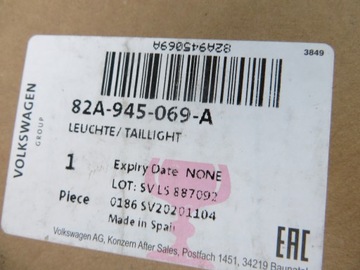 82A945069A
3849
VOLKSWAGEN
GROUP
82A-945-069-A
LEUCHTE/TAILLIGHT
1
Expiry Date NONE
LOT: SV LS 887092
Piece
0186 SV20201104
Made in Spain
EAC
Volkswagen AG, Konzern After Sales, Postfach 1451, 34219 Baunatal